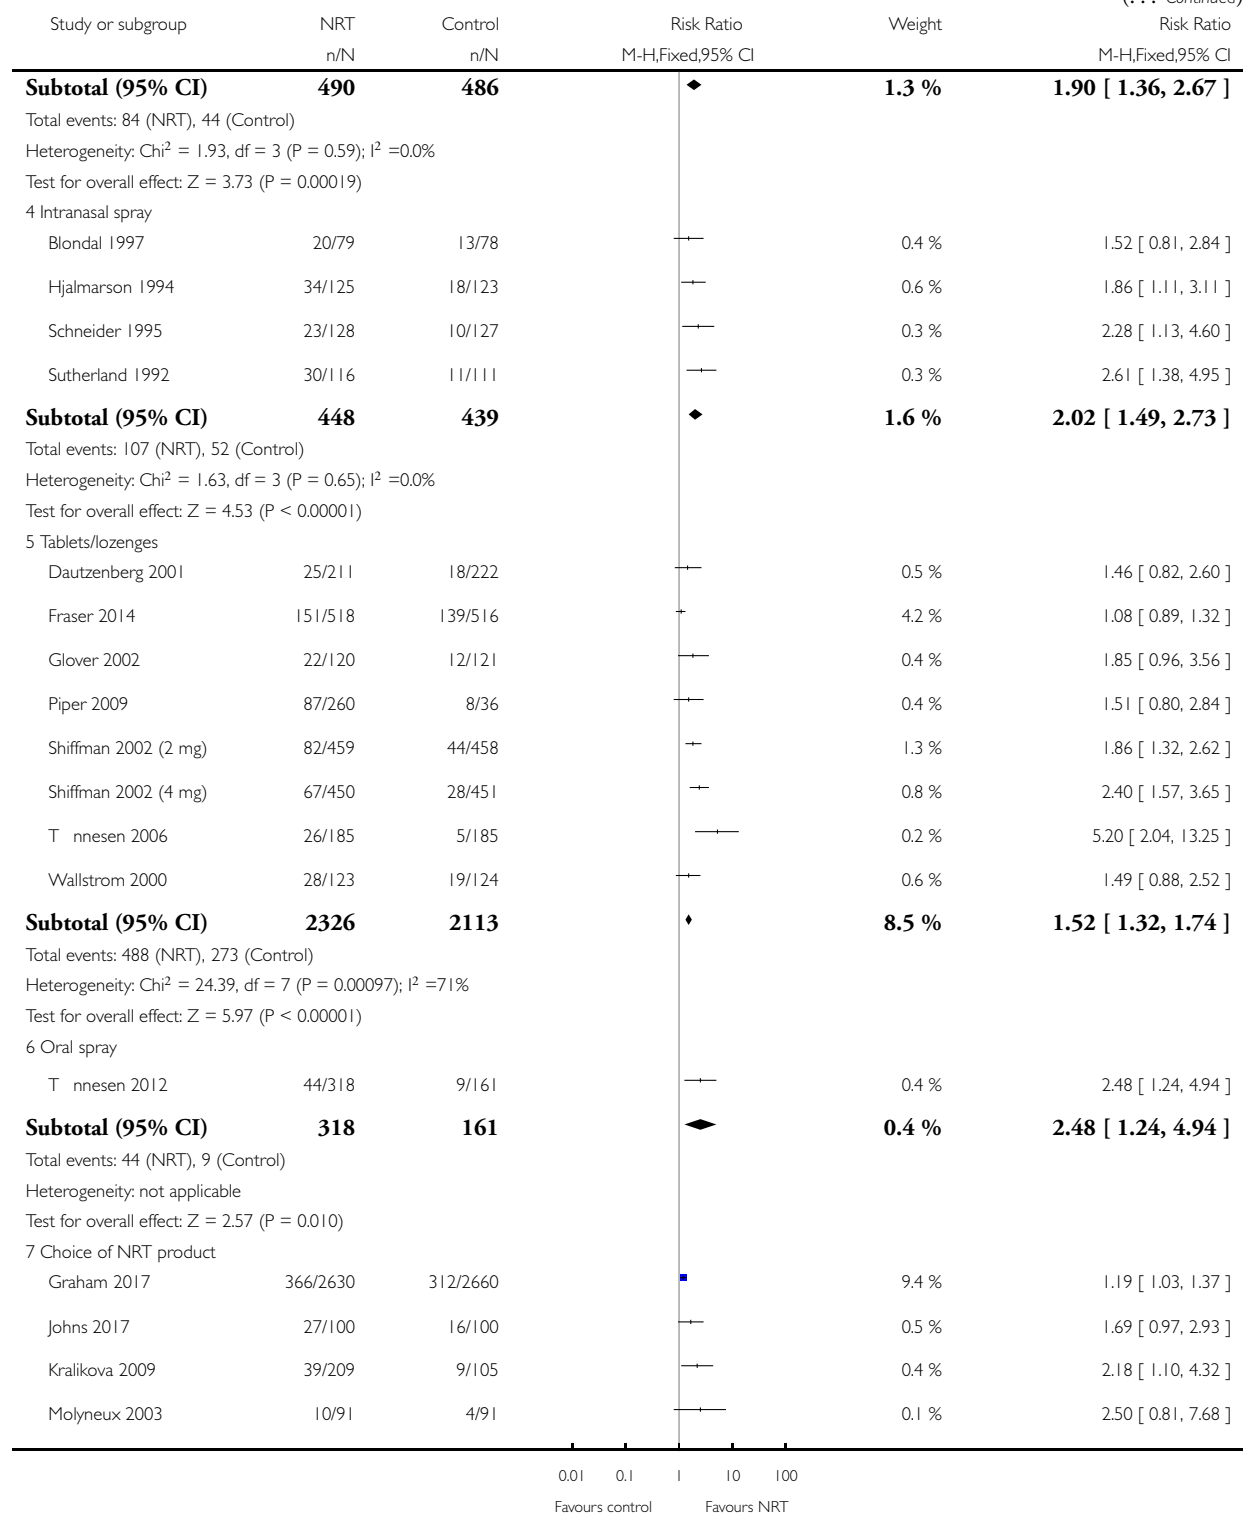 (... Continued)
Study or subgroup NRT Control Risk Ratio Weight Risk Ratio
n/N n/N M-H,Fixed,95% CI M-H,Fixed,95% CI
Subtotal (95% CI) 490 486 1.3 % 1.90 [ 1.36, 2.67 ]
Total events: 84 (NRT), 44 (Control)
Heterogeneity: Chi² = 1.93, df = 3 (P = 0.59); I² =0.0%
Test for overall effect: Z = 3.73 (P = 0.00019)
4 Intranasal spray
Blondal 1997 20/79 13/78 0.4 % 1.52 [ 0.81, 2.84 ]
Hjalmarson 1994 34/125 18/123 0.6 % 1.86 [ 1.11, 3.11 ]
Schneider 1995 23/128 10/127 0.3 % 2.28 [ 1.13, 4.60 ]
Sutherland 1992 30/116 11/111 0.3 % 2.61 [ 1.38, 4.95 ]
Subtotal (95% CI) 448 439 1.6 % 2.02 [ 1.49, 2.73 ]
Total events: 107 (NRT), 52 (Control)
Heterogeneity: Chi² = 1.63, df = 3 (P = 0.65); I² =0.0%
Test for overall effect: Z = 4.53 (P < 0.00001)
5 Tablets/lozenges
Dautzenberg 2001 25/211 18/222 0.5 % 1.46 [ 0.82, 2.60 ]
Fraser 2014 151/518 139/516 4.2 % 1.08 [ 0.89, 1.32 ]
Glover 2002 22/120 12/121 0.4 % 1.85 [ 0.96, 3.56 ]
Piper 2009 87/260 8/36 0.4 % 1.51 [ 0.80, 2.84 ]
Shiffman 2002 (2 mg) 82/459 44/458 1.3 % 1.86 [ 1.32, 2.62 ]
Shiffman 2002 (4 mg) 67/450 28/451 0.8 % 2.40 [ 1.57, 3.65 ]
T nnesen 2006 26/185 5/185 0.2 % 5.20 [ 2.04, 13.25 ]
Wallstrom 2000 28/123 19/124 0.6 % 1.49 [ 0.88, 2.52 ]
Subtotal (95% CI) 2326 2113 8.5 % 1.52 [ 1.32, 1.74 ]
Total events: 488 (NRT), 273 (Control)
Heterogeneity: Chi² = 24.39, df = 7 (P = 0.00097); I² =71%
Test for overall effect: Z = 5.97 (P < 0.00001)
6 Oral spray
T nnesen 2012 44/318 9/161 0.4 % 2.48 [ 1.24, 4.94 ]
Subtotal (95% CI) 318 161 0.4 % 2.48 [ 1.24, 4.94 ]
Total events: 44 (NRT), 9 (Control)
Heterogeneity: not applicable
Test for overall effect: Z = 2.57 (P = 0.010)
7 Choice of NRT product
Graham 2017 366/2630 312/2660 9.4 % 1.19 [ 1.03, 1.37 ]
Johns 2017 27/100 16/100 0.5 % 1.69 [ 0.97, 2.93 ]
Kralikova 2009 39/209 9/105 0.4 % 2.18 [ 1.10, 4.32 ]
Molyneux 2003 10/91 4/91 0.1 % 2.50 [ 0.81, 7.68 ]
0.01 0.1 1 10 100
Favours control Favours NRT